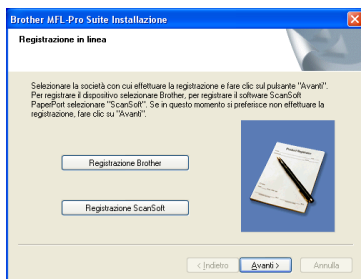 Brother MFL-Pro Suite Installazione
Registrazione in linea
Selezionare la società con cui effettuare la registrazione e fare clic sul pulsante "Avanti".
Per registrare il dispositivo selezionare Brother, per registrare il software ScanSoft
PaperPort selezionare "ScanSoft". Se in questo momento si preferisce non effettuare la
registrazione, fare clic su "Avanti".
Registrazione Brother
Registrazione ScanSoft
< Indietro Avanti > Annulla